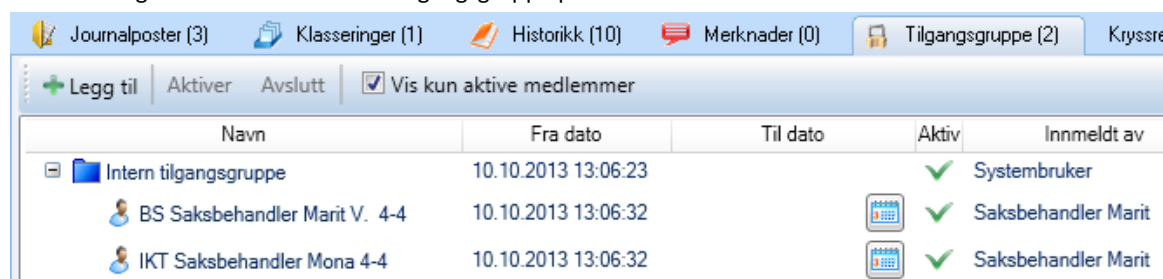 Journalposter (3) Klasseringer (1) Historikk (10) Merknader (0) Tilgangsgruppe (2)
Legg til Aktiver Avslutt Vis kun aktive medlemmer
Navn Fra dato Til dato Aktiv Innmeldt av
Intern tilgangsgruppe 10.10.2013 13:06:23 Systembruker
BS Saksbehandler Marit V. 4-4 10.10.2013 13:06:32 Saksbehandler Marit
IKT Saksbehandler Mona 4-4 10.10.2013 13:06:32 Saksbehandler Marit